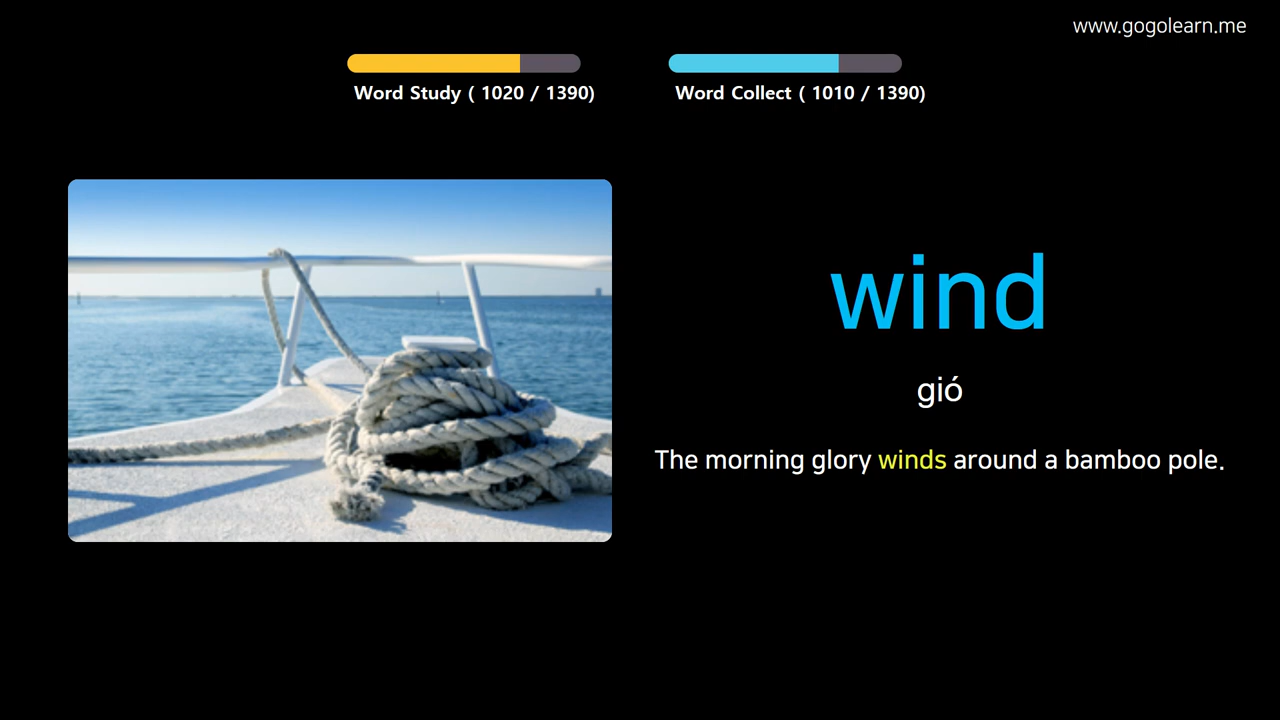 www.gogolearn.me
Word Study ( 1020 / 1390)
Word Collect ( 1010 / 1390)
wind
gió
The morning glory winds around a bamboo pole.